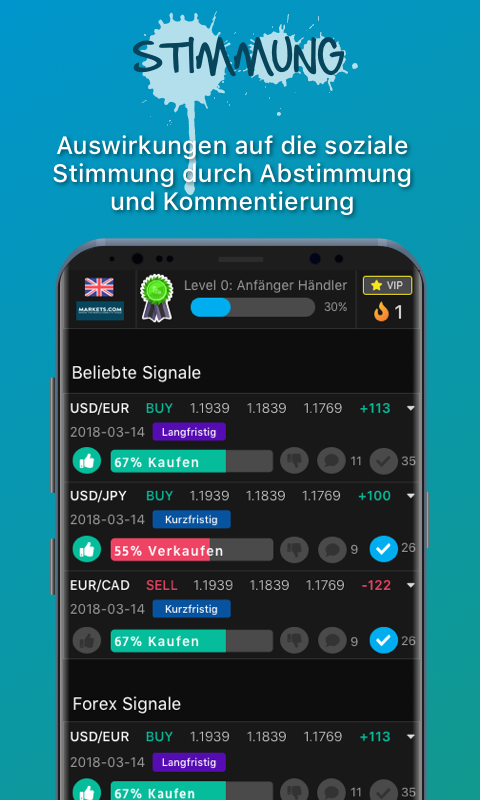 STIMMUNG
Auswirkungen auf die soziale
Stimmung durch Abstimmung
und Kommentierung
Level 0: Anfänger Händler
VIP
MARKETS.COM
30%
1
Beliebte Signale
USD/EUR BUY 1.1939 1.1839 1.1769 +113
2018-03-14 Langfristig
67% Kaufen 11 35
USD/JPY BUY 1.1939 1.1839 1.1769 +100
2018-03-14 Kurzfristig
55% Verkaufen 9 26
EUR/CAD SELL 1.1939 1.1839 1.1769 -122
2018-03-14 Kurzfristig
67% Kaufen 9 26
Forex Signale
USD/EUR BUY 1.1939 1.1839 1.1769 +113
2018-03-14 Langfristig
67% Kaufen 11 35